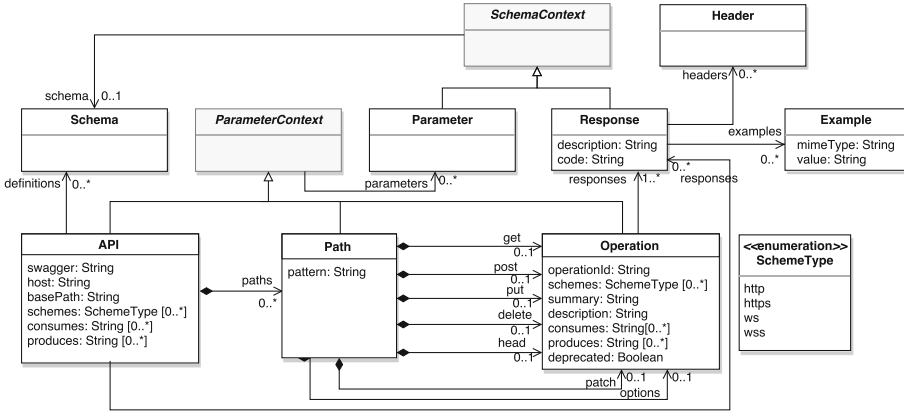 SchemaContext
Header
schema
0..1
headers
0..*
Schema
ParameterContext
Parameter
Response
description: String
code: String
examples
0..*
Example
mimeType: String
value: String
definitions
0..*
parameters
0..*
responses
1..*
0..*
responses
API
swagger: String
host: String
basePath: String
schemes: SchemeType [0..*]
consumes: String [0..*]
produces: String [0..*]
paths
0..*
Path
pattern: String
get
0..1
post
0..1
put
0..1
delete
0..1
head
0..1
patch
0..1
options
0..1
Operation
operationId: String
schemes: SchemeType [0..*]
summary: String
description: String
consumes: String[0..*]
produces: String [0..*]
deprecated: Boolean
<<enumeration>>
SchemeType
http
https
ws
wss